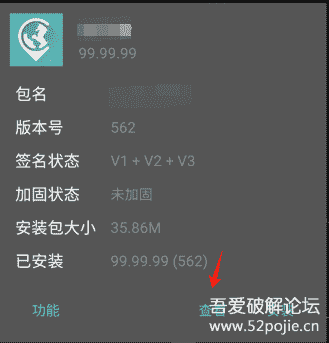 99.99.99
包名
版本号 562
签名状态 V1 + V2 + V3
加固状态 未加固
安装包大小 35.86M
已安装 99.99.99 (562)
功能 查看
吾爱破解论坛
www.52pojie.cn